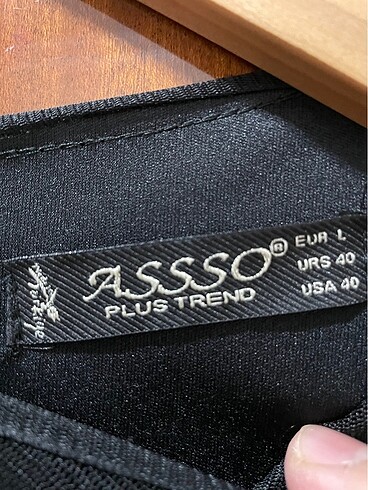 ASSSO®
PLUS TREND
EUR L
URS 40
USA 40